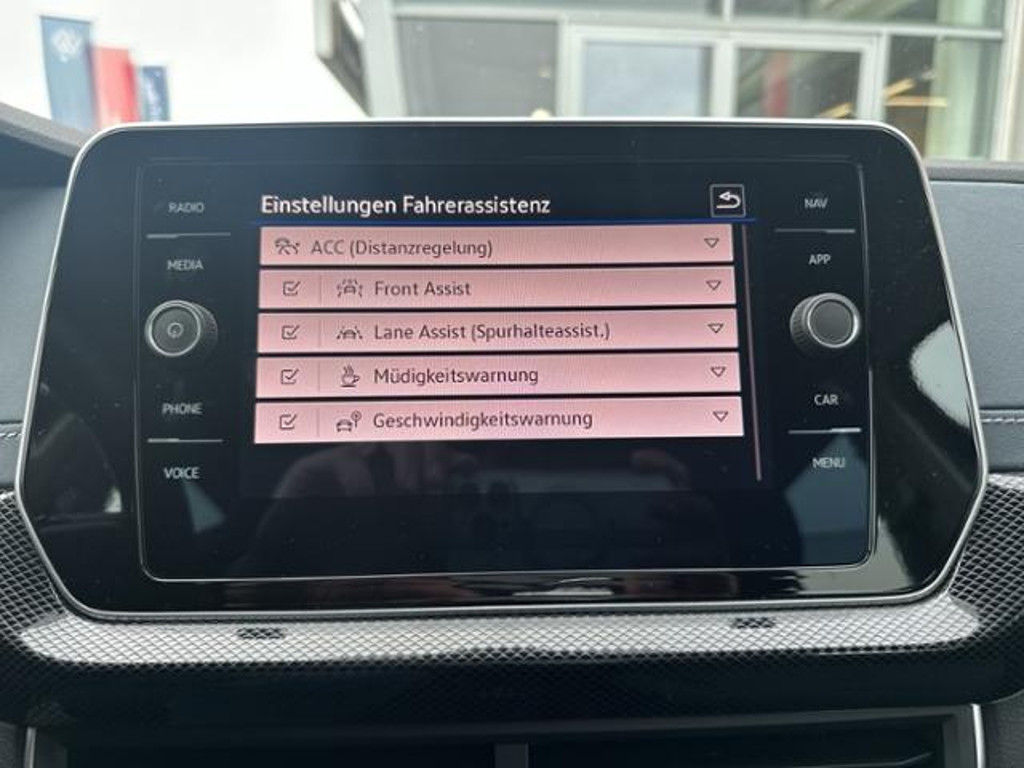 RADIO
MEDIA
PHONE
VOICE
Einstellungen Fahrerassistenz
ACC (Distanzregelung)
Front Assist
Lane Assist (Spurhalteassist.)
Müdigkeitswarnung
Geschwindigkeitswarnung
NAV
APP
CAR
MENU